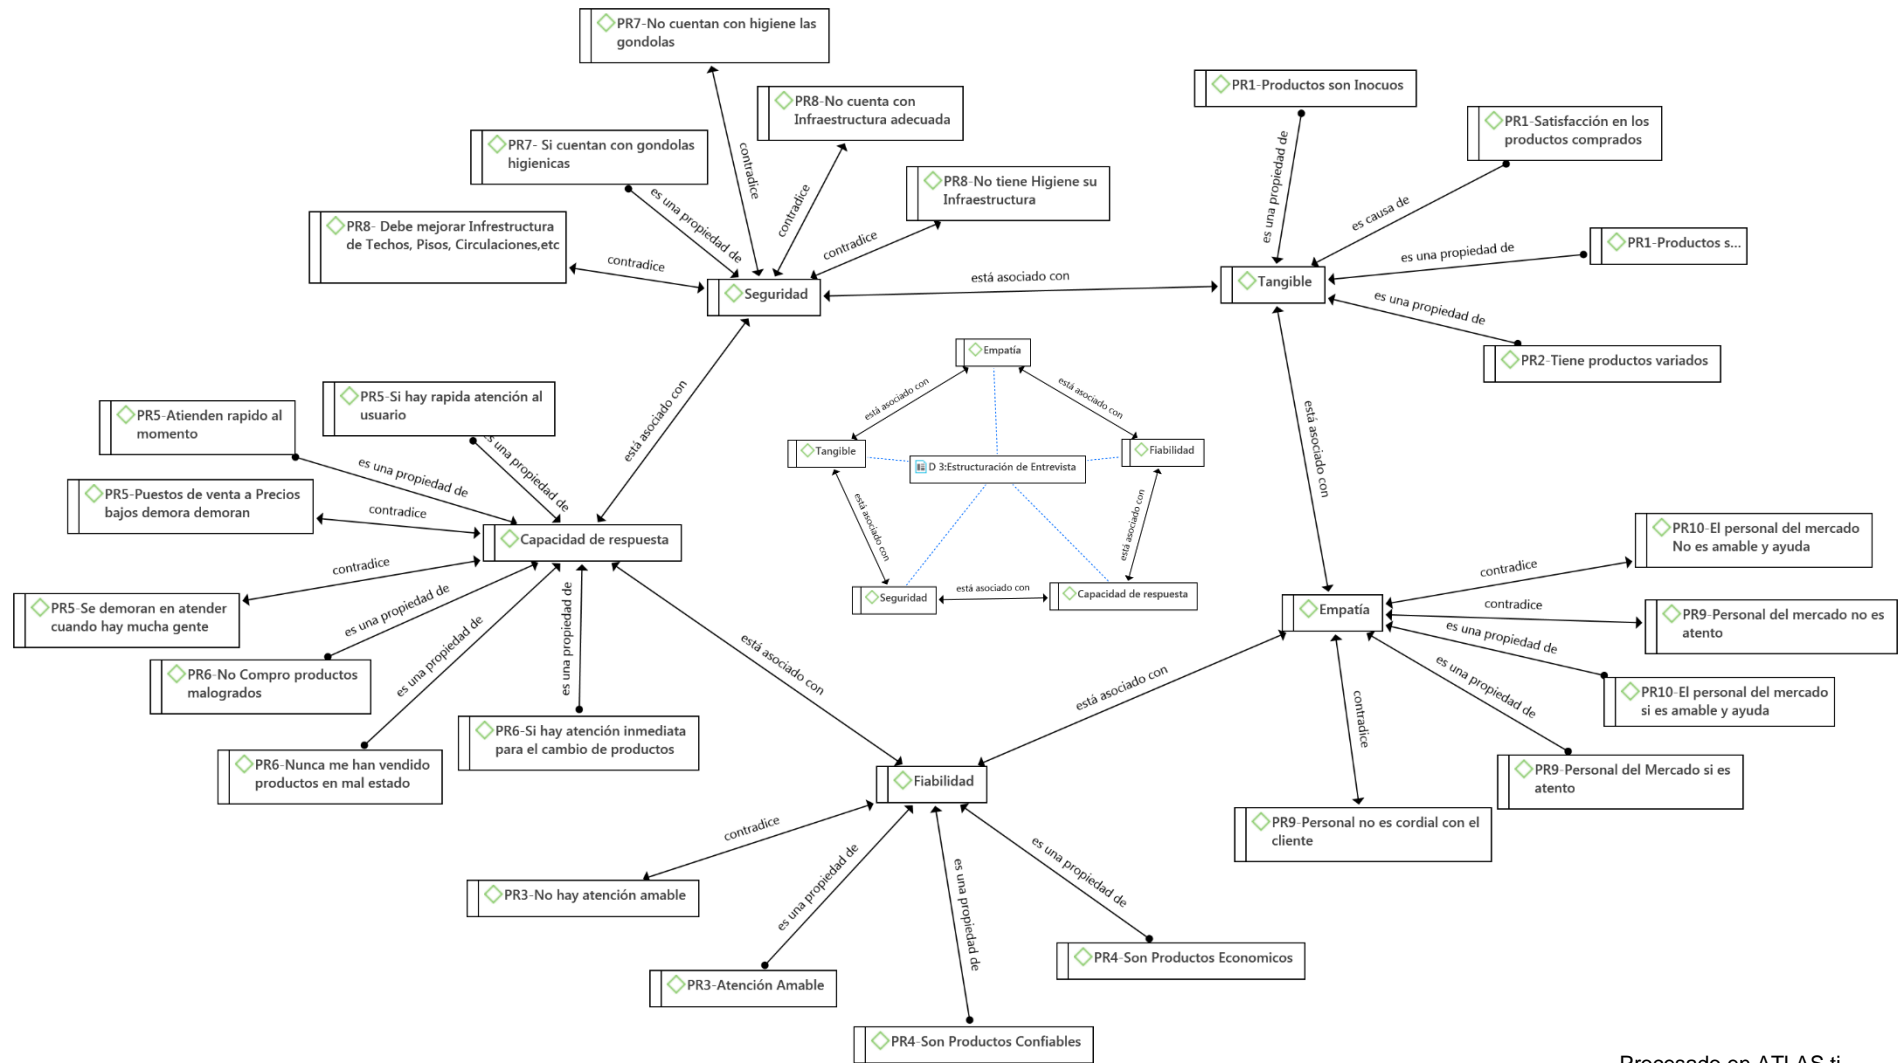 PR7-No cuentan con higiene las
gondolas
PR8-No cuenta con
Infraestructura adecuada
PR7- Si cuentan con gondolas
higienicas
PR8-No tiene Higiene su
Infraestructura
PR8- Debe mejorar Infrestructura
de Techos, Pisos, Circulaciones,etc
contradice
contradice
es una propiedad de
contradice
contradice
Seguridad
está asociado con
PR1-Productos son Inocuos
PR1-Satisfacción en los
productos comprados
PR1-Productos s...
es una propiedad de
es causa de
es una propiedad de
Tangible
es una propiedad de
PR2-Tiene productos variados
está asociado con
está asociado con
Empatía
está asociado con
está asociado con
Tangible
Fiabilidad
D 3:Estructuración de Entrevista
está asociado con
está asociado con
Seguridad
está asociado con
Capacidad de respuesta
PR5-Si hay rapida atención al
usuario
PR5-Atienden rapido al
momento
es una propiedad de
es una propiedad de
PR5-Puestos de venta a Precios
bajos demora demoran
contradice
Capacidad de respuesta
contradice
PR5-Se demoran en atender
cuando hay mucha gente
es una propiedad de
es una propiedad de
es una propiedad de
PR6-No Compro productos
malogrados
PR6-Si hay atención inmediata
para el cambio de productos
PR6-Nunca me han vendido
productos en mal estado
está asociado con
está asociado con
PR10-El personal del mercado
No es amable y ayuda
contradice
Empatía
contradice
PR9-Personal del mercado no es
atento
es una propiedad de
es una propiedad de
contradice
PR10-El personal del mercado
si es amable y ayuda
PR9-Personal del Mercado si es
atento
PR9-Personal no es cordial con el
cliente
Fiabilidad
contradice
es una propiedad de
es una propiedad de
es una propiedad de
PR3-No hay atención amable
PR4-Son Productos Economicos
PR3-Atención Amable
PR4-Son Productos Confiables